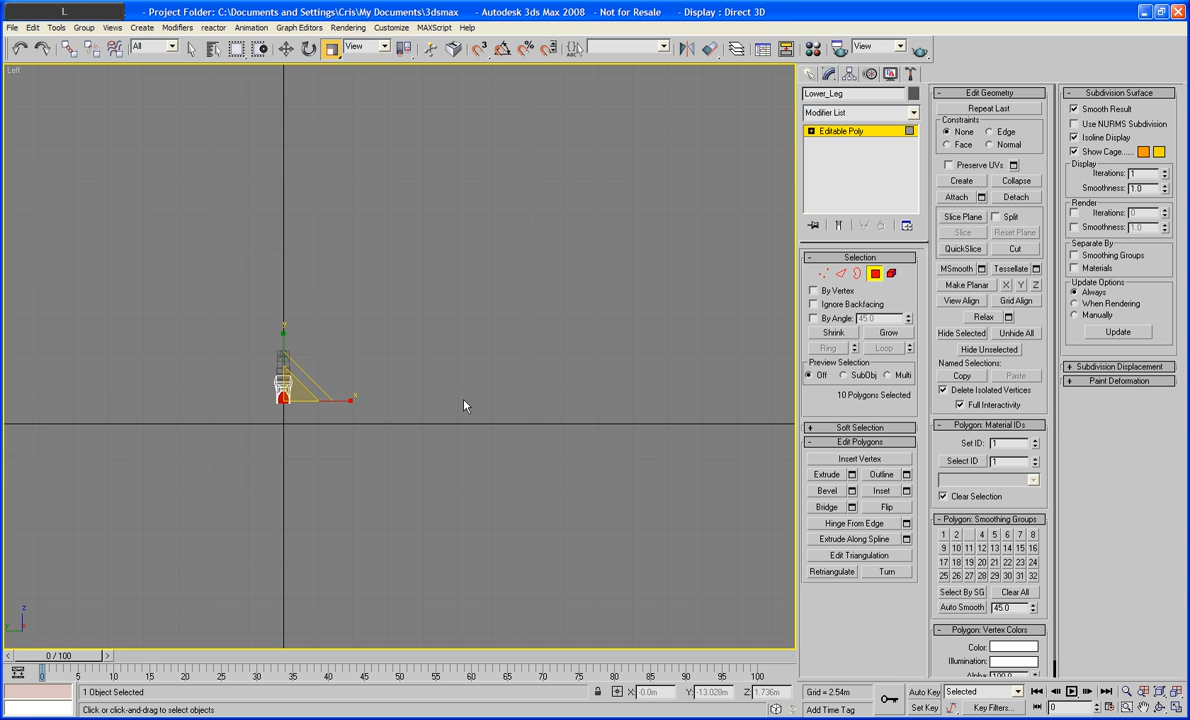 L - Project Folder: C:\Documents and Settings\Cris\My Documents\3dsmax - Autodesk 3ds Max 2008 - Not for Resale - Display : Direct 3D
File Edit Tools Group Views Create Modifiers reactor Animation Graph Editors Rendering Customize MAXScript Help
All View View
Left
Lower_Leg
Modifier List
Editable Poly
Selection
By Vertex
Ignore Backfacing
By Angle: 45.0
Shrink Grow
Ring Loop
Preview Selection
Off SubObj Multi
10 Polygons Selected
Soft Selection
Edit Polygons
Insert Vertex
Extrude Outline
Bevel Inset
Bridge Flip
Hinge From Edge
Extrude Along Spline
Edit Triangulation
Retriangulate Turn
Edit Geometry
Repeat Last
Constraints
None Edge
Face Normal
Preserve UVs
Create Collapse
Attach Detach
Slice Plane Split
Slice Reset Plane
QuickSlice Cut
MSmooth Tessellate
Make Planar X Y Z
View Align Grid Align
Relax
Hide Selected Unhide All
Hide Unselected
Named Selections:
Copy Paste
Delete Isolated Vertices
Full Interactivity
Polygon: Material IDs
Set ID: 1
Select ID 1
Clear Selection
Polygon: Smoothing Groups
1 2 4 5 6 7 8
9 10 11 12 13 14 15 16
17 18 19 20 21 22 23 24
25 26 27 28 29 30 31 32
Select By SG Clear All
Auto Smooth 45.0
Polygon: Vertex Colors
Color:
Illumination:
Alpha: 100.0
Subdivision Surface
Smooth Result
Use NURMS Subdivision
Isoline Display
Show Cage......
Display
Iterations: 1
Smoothness: 1.0
Render
Iterations: 0
Smoothness: 1.0
Separate By
Smoothing Groups
Materials
Update Options
Always
When Rendering
Manually
Update
Subdivision Displacement
Paint Deformation
x
z
0 / 100
0 5 10 15 20 25 30 35 40 45 50 55 60 65 70 75 80 85 90 95 100
1 Object Selected X: -0.0m Y: -13.028m Z: 1.736m Grid = 2.54m Auto Key Selected
Click or click-and-drag to select objects Add Time Tag Set Key Key Filters... 0